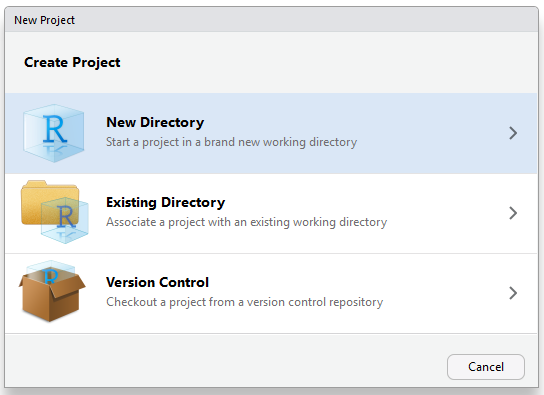 New Project
Create Project
R
New Directory
Start a project in a brand new working directory
R
Existing Directory
Associate a project with an existing working directory
R
Version Control
Checkout a project from a version control repository
Cancel